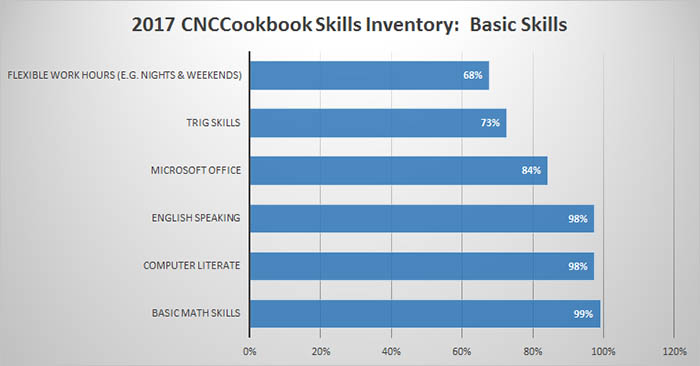 2017 CNCCookbook Skills Inventory:  Basic Skills
FLEXIBLE WORK HOURS (E.G. NIGHTS & WEEKENDS)
68%
TRIG SKILLS
73%
MICROSOFT OFFICE
84%
ENGLISH SPEAKING
98%
COMPUTER LITERATE
98%
BASIC MATH SKILLS
99%
0% 20% 40% 60% 80% 100% 120%